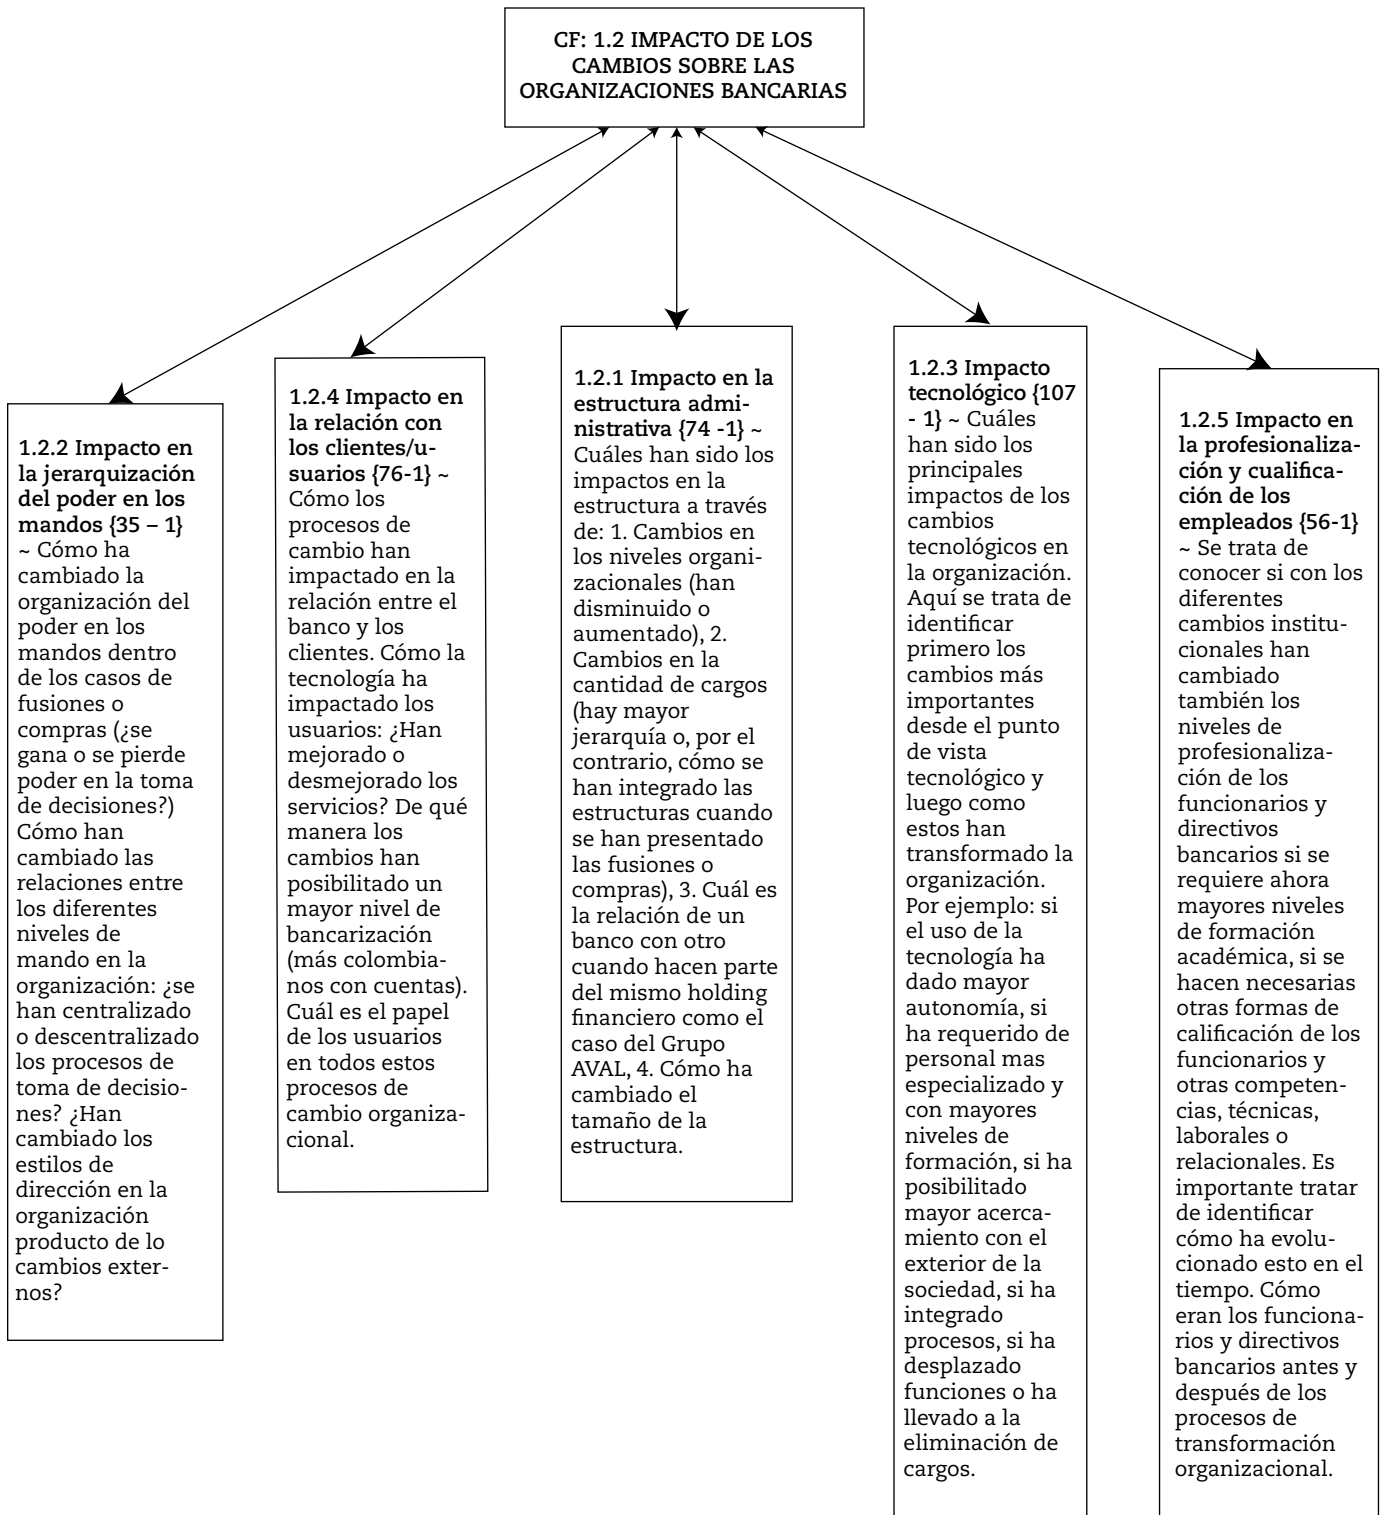 CF: 1.2 IMPACTO DE LOS
CAMBIOS SOBRE LAS
ORGANIZACIONES BANCARIAS
1.2.2 Impacto en
la jerarquización
del poder en los
mandos {35 – 1}
~ Cómo ha
cambiado la
organización del
poder en los
mandos dentro
de los casos de
fusiones o
compras (¿se
gana o se pierde
poder en la toma
de decisiones?)
Cómo han
cambiado las
relaciones entre
los diferentes
niveles de
mando en la
organización: ¿se
han centralizado
o descentralizado
los procesos de
toma de decisio-
nes? ¿Han
cambiado los
estilos de
dirección en la
organización
producto de lo
cambios exter-
nos?
1.2.4 Impacto en
la relación con
los clientes/u-
suarios {76-1} ~
Cómo los
procesos de
cambio han
impactado en la
relación entre el
banco y los
clientes. Cómo la
tecnología ha
impactado los
usuarios: ¿Han
mejorado o
desmejorado los
servicios? De qué
manera los
cambios han
posibilitado un
mayor nivel de
bancarización
(más colombia-
nos con cuentas).
Cuál es el papel
de los usuarios
en todos estos
procesos de
cambio organiza-
cional.
1.2.1 Impacto en la
estructura admi-
nistrativa {74 -1} ~
Cuáles han sido los
impactos en la
estructura a través
de: 1. Cambios en
los niveles organi-
zacionales (han
disminuido o
aumentado), 2.
Cambios en la
cantidad de cargos
(hay mayor
jerarquía o, por el
contrario, cómo se
han integrado las
estructuras cuando
se han presentado
las fusiones o
compras), 3. Cuál es
la relación de un
banco con otro
cuando hacen parte
del mismo holding
financiero como el
caso del Grupo
AVAL, 4. Cómo ha
cambiado el
tamaño de la
estructura.
1.2.3 Impacto
tecnológico {107
- 1} ~ Cuáles
han sido los
principales
impactos de los
cambios
tecnológicos en
la organización.
Aquí se trata de
identificar
primero los
cambios más
importantes
desde el punto
de vista
tecnológico y
luego como
estos han
transformado la
organización.
Por ejemplo: si
el uso de la
tecnología ha
dado mayor
autonomía, si
ha requerido de
personal mas
especializado y
con mayores
niveles de
formación, si ha
posibilitado
mayor acerca-
miento con el
exterior de la
sociedad, si ha
integrado
procesos, si ha
desplazado
funciones o ha
llevado a la
eliminación de
cargos.
1.2.5 Impacto en
la profesionaliza-
ción y cualifica-
ción de los
empleados {56-1}
~ Se trata de
conocer si con los
diferentes
cambios institu-
cionales han
cambiado
también los
niveles de
profesionaliza-
ción de los
funcionarios y
directivos
bancarios si se
requiere ahora
mayores niveles
de formación
académica, si se
hacen necesarias
otras formas de
calificación de los
funcionarios y
otras competen-
cias, técnicas,
laborales o
relacionales. Es
importante tratar
de identificar
cómo ha evolu-
cionado esto en el
tiempo. Cómo
eran los funciona-
rios y directivos
bancarios antes y
después de los
procesos de
transformación
organizacional.